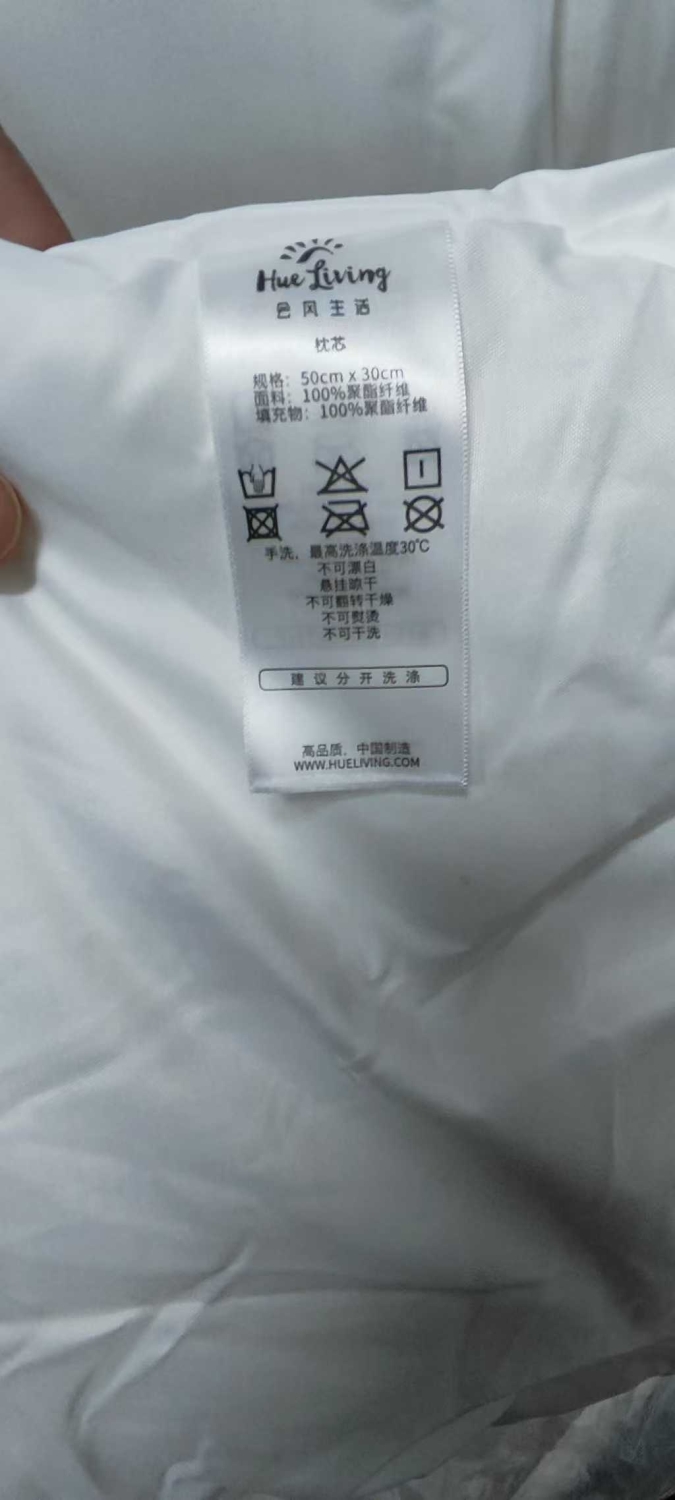 Hue Living
会风生活
枕芯
规格：50cm x 30cm
面料：100%聚酯纤维
填充物：100%聚酯纤维
手洗，最高洗涤温度30℃
不可漂白
悬挂晾干
不可翻转干燥
不可熨烫
不可干洗
建议分开洗涤
高品质，中国制造
WWW.HUELIVING.COM